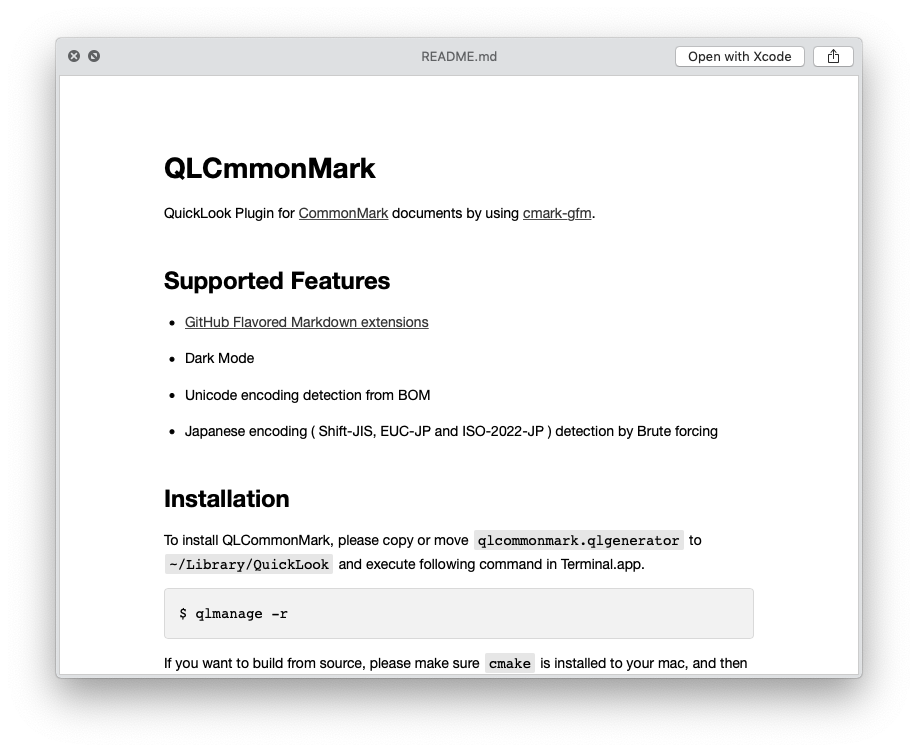 README.md
Open with Xcode
QLCmmonMark
QuickLook Plugin for CommonMark documents by using cmark-gfm.
Supported Features
• GitHub Flavored Markdown extensions
• Dark Mode
• Unicode encoding detection from BOM
• Japanese encoding ( Shift-JIS, EUC-JP and ISO-2022-JP ) detection by Brute forcing
Installation
To install QLCommonMark, please copy or move qlcommonmark.qlgenerator to
~/Library/QuickLook and execute following command in Terminal.app.
$ qlmanage -r
If you want to build from source, please make sure cmake is installed to your mac, and then